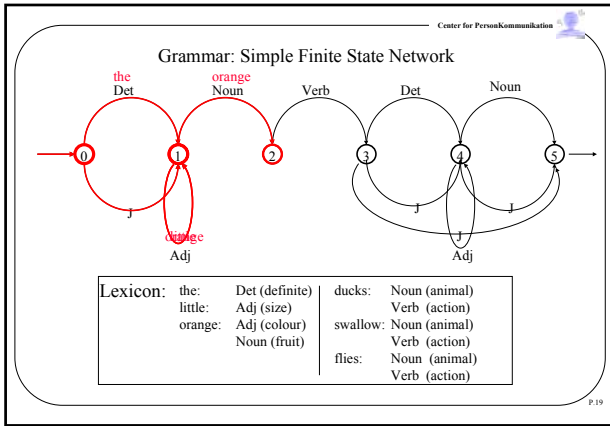 Center for PersonKommunikation
Grammar: Simple Finite State Network
the orange
Det Noun Verb Det Noun
0 1 2 3 4 5
J J J J
orange
Adj Adj
Lexicon: the: Det (definite) ducks: Noun (animal)
little: Adj (size) Verb (action)
orange: Adj (colour) swallow: Noun (animal)
Noun (fruit) Verb (action)
flies: Noun (animal)
Verb (action)
P.19